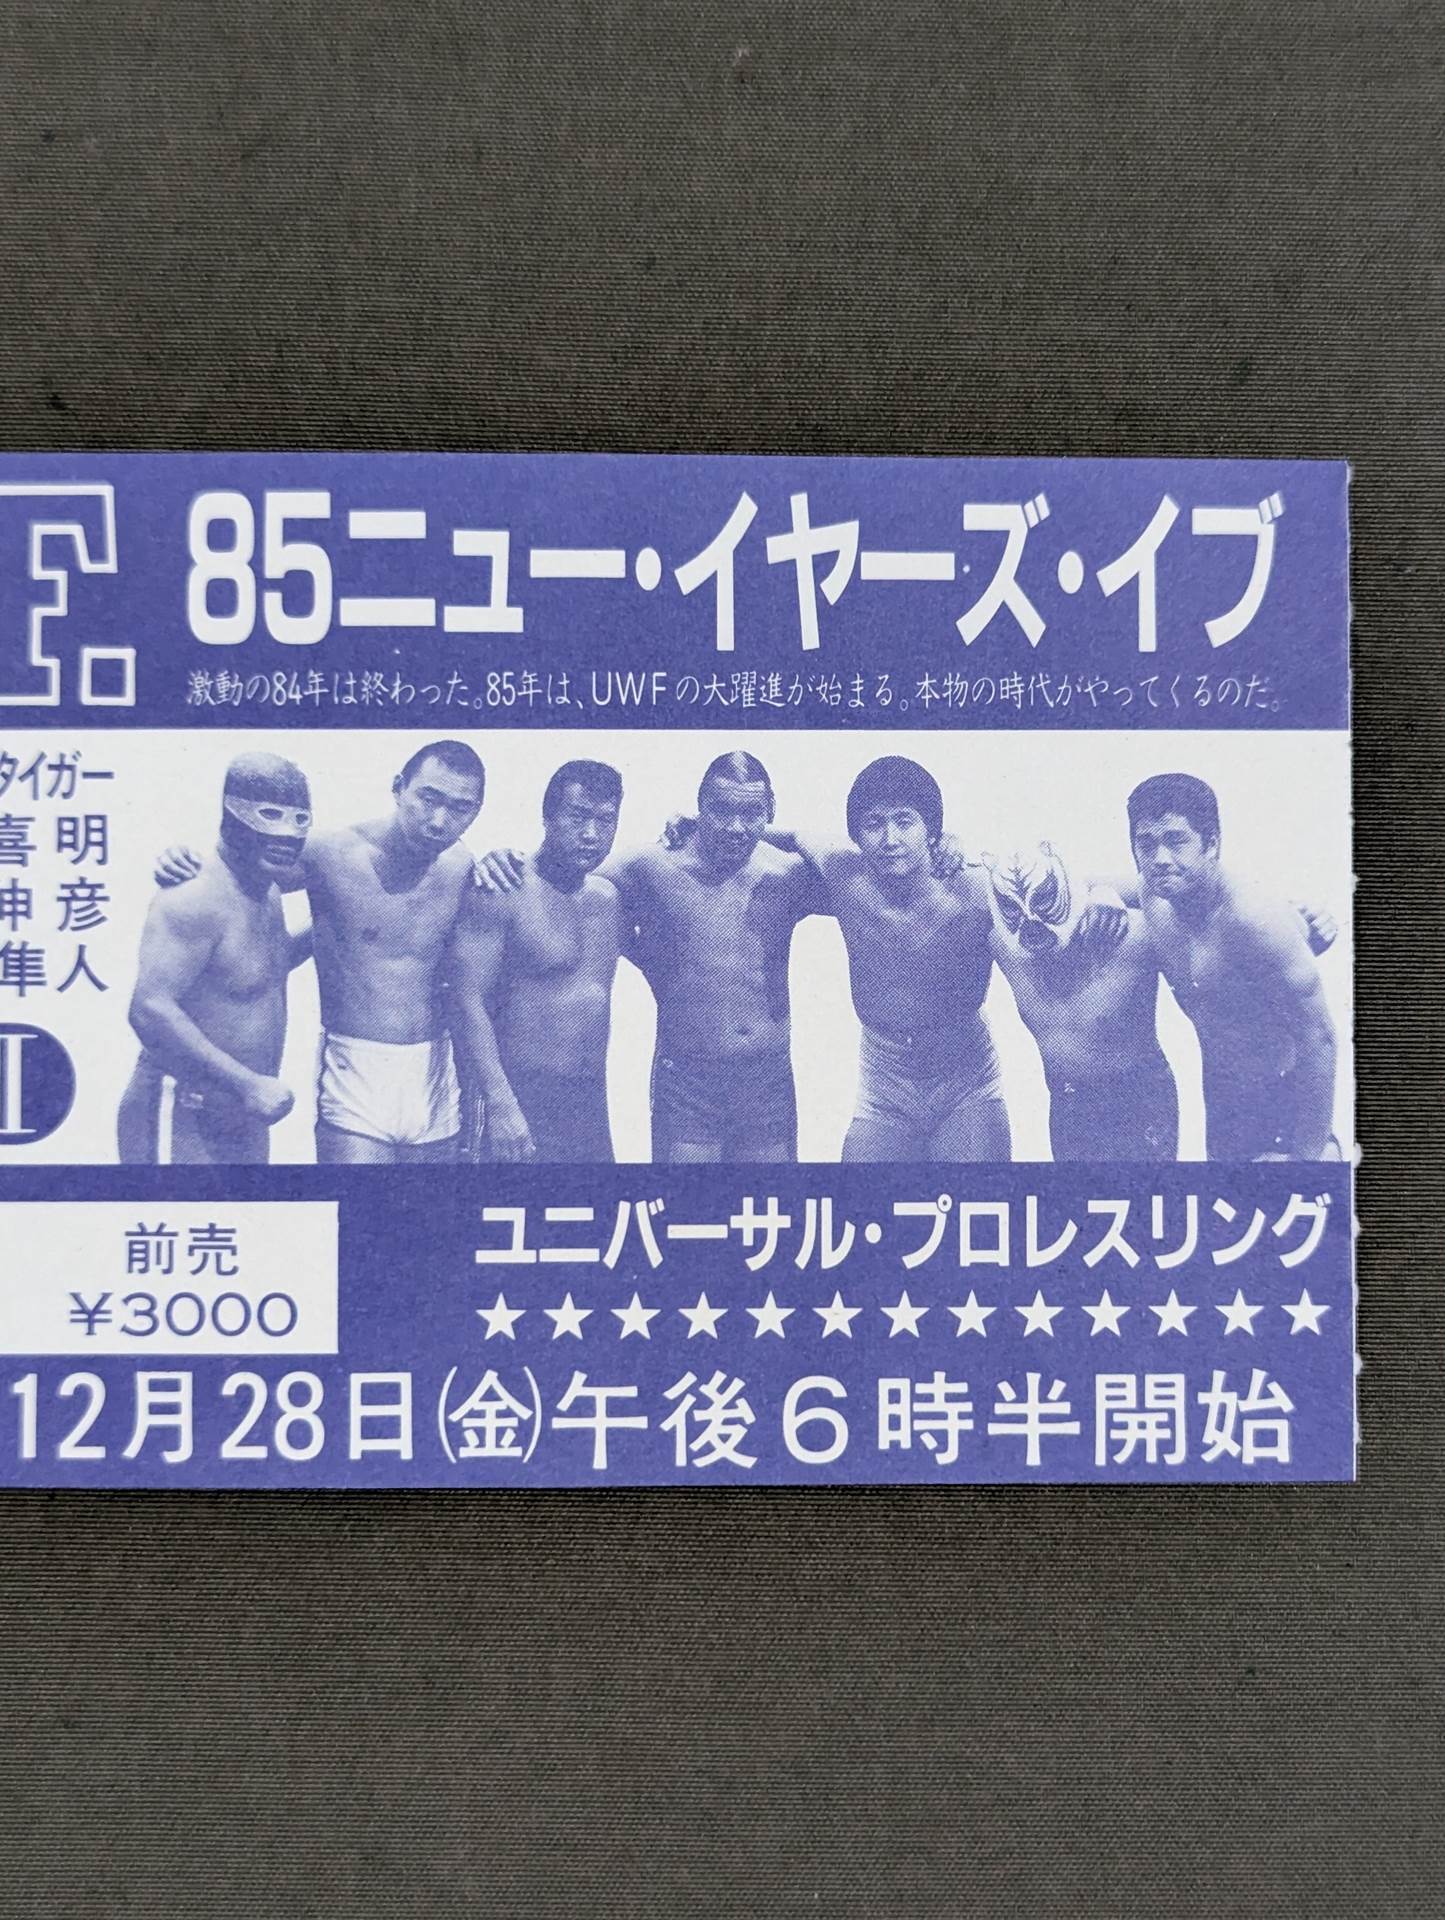 F.
85ニュー・イヤーズ・イブ
激動の84年は終わった。85年は、UWFの大躍進が始まる。本物の時代がやってくるのだ。
タイガー
喜明
伸彦
隼人
前売
¥3000
ユニバーサル・プロレスリング
★★★★★★★★★★★★★
12月28日(金)午後6時半開始